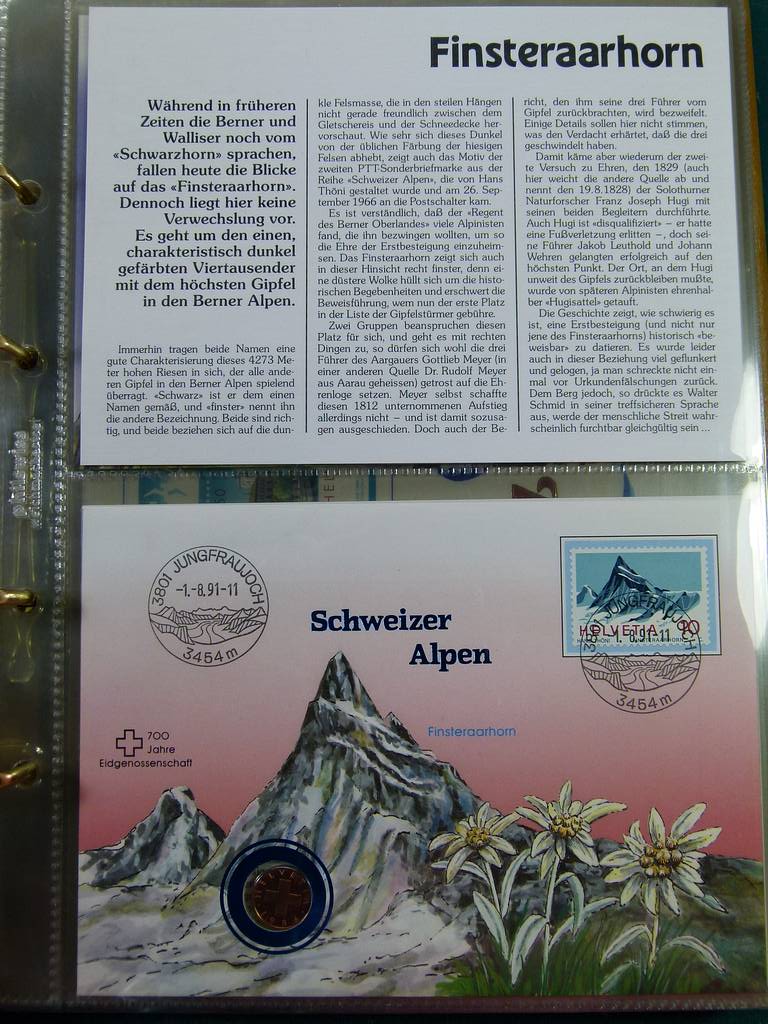 Finsteraarhorn
Während in früheren
Zeiten die Berner und
Walliser noch vom
«Schwarzhorn» sprachen,
fallen heute die Blicke
auf das «Finsteraarhorn».
Dennoch liegt hier keine
Verwechslung vor.
Es geht um den einen,
charakteristisch dunkel
gefärbten Viertausender
mit dem höchsten Gipfel
in den Berner Alpen.
Immerhin tragen beide Namen eine
gute Charakterisierung dieses 4273 Me-
ter hohen Riesen in sich, der alle ande-
ren Gipfel in den Berner Alpen spielend
überragt. «Schwarz» ist er dem einen
Namen gemäß, und «finster» nennt ihn
die andere Bezeichnung. Beide sind rich-
tig, und beide beziehen sich auf die dun-
kle Felsmasse, die in den steilen Hängen
nicht gerade freundlich zwischen dem
Gletschereis und der Schneedecke her-
vorschaut. Wie sehr sich dieses Dunkel
von der üblichen Färbung der hiesigen
Felsen abhebt, zeigt auch das Motiv der
zweiten PTT-Sonderbriefmarke aus der
Reihe «Schweizer Alpen», die von Hans
Thöni gestaltet wurde und am 26. Sep-
tember 1966 an die Postschalter kam.
Es ist verständlich, daß der «Regent
des Berner Oberlandes» viele Alpinisten
fand, die ihn bezwingen wollten, um so
die Ehre der Erstbesteigung einzuheim-
sen. Das Finsteraarhorn zeigt sich auch
in dieser Hinsicht recht finster, denn ei-
ne düstere Wolke hüllt sich um die histo-
rischen Begebenheiten und erschwert die
Beweisführung, wem nun der erste Platz
in der Liste der Gipfelstürmer gebühre.
Zwei Gruppen beanspruchen diesen
Platz für sich, und geht es mit rechten
Dingen zu, so dürfen sich wohl die drei
Führer des Aargauers Gottlieb Meyer (in
einer anderen Quelle Dr. Rudolf Meyer
aus Aarau geheissen) getrost auf die Eh-
renloge setzen. Meyer selbst schaffte
diesen 1812 unternommenen Aufstieg
allerdings nicht – und ist damit sozusa-
gen ausgeschieden. Doch auch der Be-
richt, den ihm seine drei Führer vom
Gipfel zurückbrachten, wird bezweifelt.
Einige Details sollen hier nicht stimmen,
was den Verdacht erhärtet, daß die drei
geschwindelt haben.
Damit käme aber wiederum der zwei-
te Versuch zu Ehren, den 1829 (auch
hier weicht die andere Quelle ab und
nennt den 19.8.1828) der Solothurner
Naturforscher Franz Joseph Hugi mit
seinen beiden Begleitern durchführte.
Auch Hugi ist «disqualifiziert» – er hatte
eine Fußverletzung erlitten –, doch sei-
ne Führer Jakob Leuthold und Johann
Wehren gelangten erfolgreich auf den
höchsten Punkt. Der Ort, an dem Hugi
unweit des Gipfels zurückbleiben mußte,
wurde von späteren Alpinisten ehrenhal-
ber «Hugisattel» getauft.
Die Geschichte zeigt, wie schwierig es
ist, eine Erstbesteigung (und nicht nur
jene des Finsteraarhorns) historisch «be-
weisbar» zu datieren. Es wurde leider
auch in dieser Beziehung viel geflunkert
und gelogen, ja man schreckte nicht ein-
mal vor Urkundenfälschungen zurück.
Dem Berg jedoch, so drückte es Walter
Schmid in seiner treffsicheren Sprache
aus, werde der menschliche Streit wahr-
scheinlich furchtbar gleichgültig sein ...
3801 JUNGFRAUJOCH
-1.-8.91-11
3454 m
Schweizer
Alpen
HELVETIA 90
3801 JUNGFRAUJOCH
1.-8.91-11
3454 m
Finsteraarhorn
700
Jahre
Eidgenossenschaft
HELVETIA